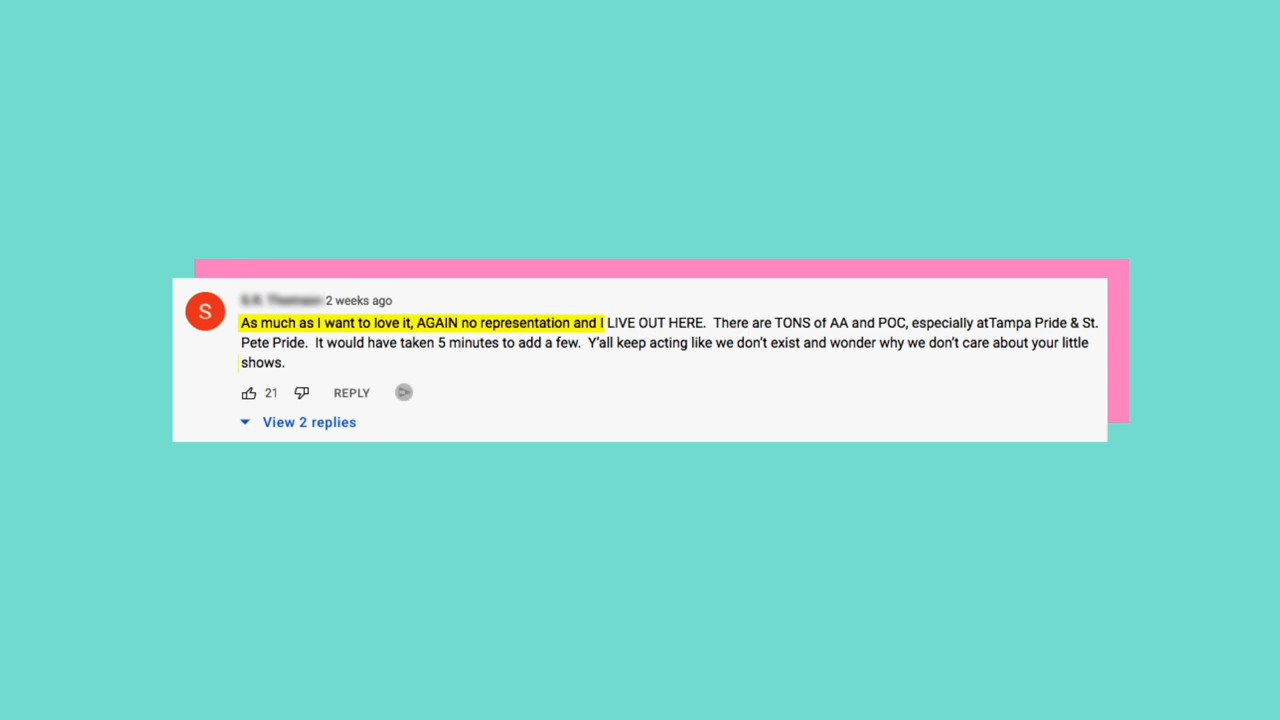 S
2 weeks ago
As much as I want to love it, AGAIN no representation and I LIVE OUT HERE.  There are TONS of AA and POC, especially atTampa Pride & St.
Pete Pride.  It would have taken 5 minutes to add a few.  Y'all keep acting like we don't exist and wonder why we don't care about your little
shows.
21 REPLY
View 2 replies